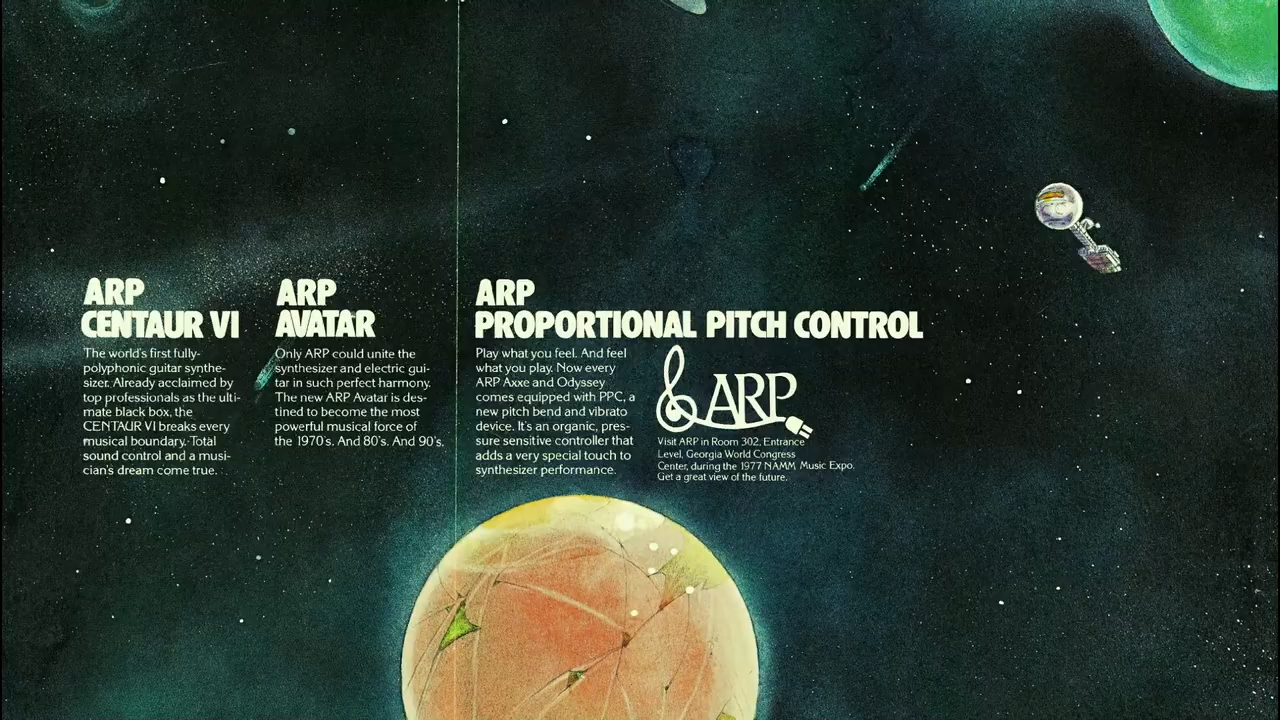 ARP
CENTAUR VI
The world's first fully-
polyphonic guitar synthe-
sizer. Already acclaimed by
top professionals as the ulti-
mate black box, the
CENTAUR VI breaks every
musical boundary. Total
sound control and a musi-
cian's dream come true.
ARP
AVATAR
Only ARP could unite the
synthesizer and electric gui-
tar in such perfect harmony.
The new ARP Avatar is des-
tined to become the most
powerful musical force of
the 1970's. And 80's. And 90's.
ARP
PROPORTIONAL PITCH CONTROL
Play what you feel. And feel
what you play. Now every
ARP Axxe and Odyssey
comes equipped with PPC, a
new pitch bend and vibrato
device. It's an organic, pres-
sure sensitive controller that
adds a very special touch to
synthesizer performance.
ARP
Visit ARP in Room 302, Entrance
Level, Georgia World Congress
Center, during the 1977 NAMM Music Expo.
Get a great view of the future.